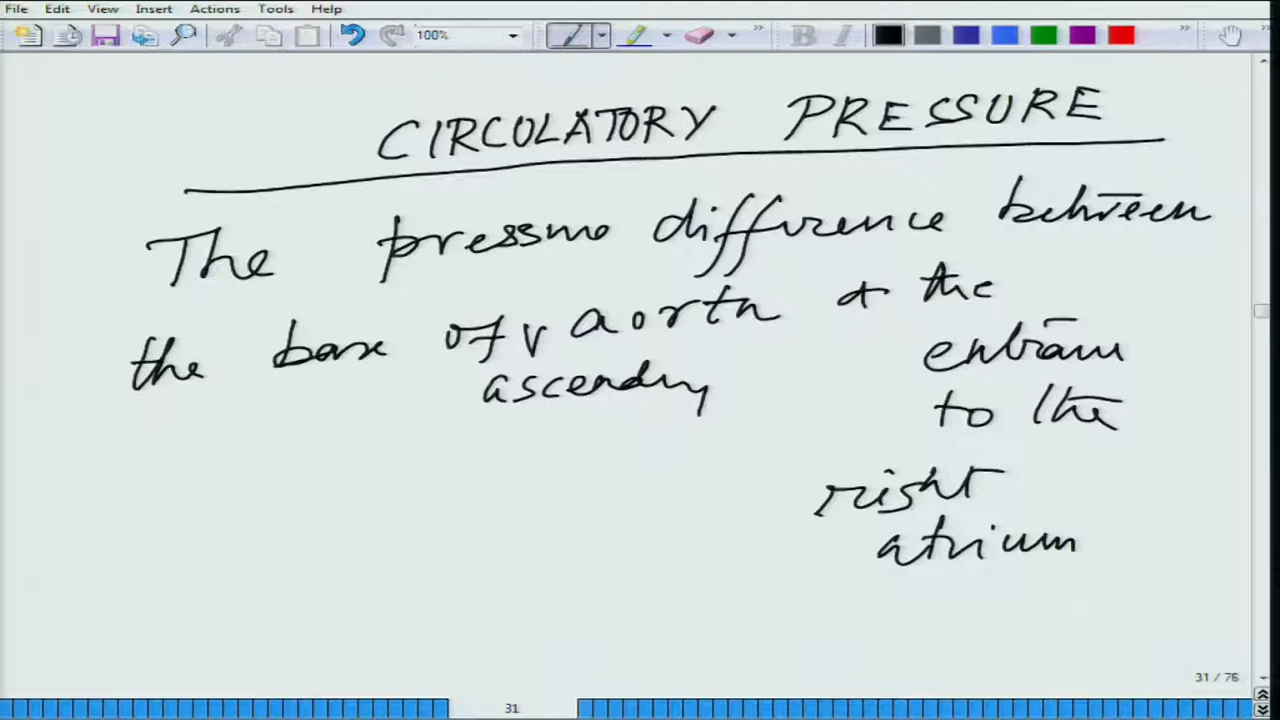 File Edit View Insert Actions Tools Help
100%
CIRCULATORY PRESSURE
The pressure difference between
the base of v aorta + the
ascending
entrance
to the
right
atrium
31 / 76
31